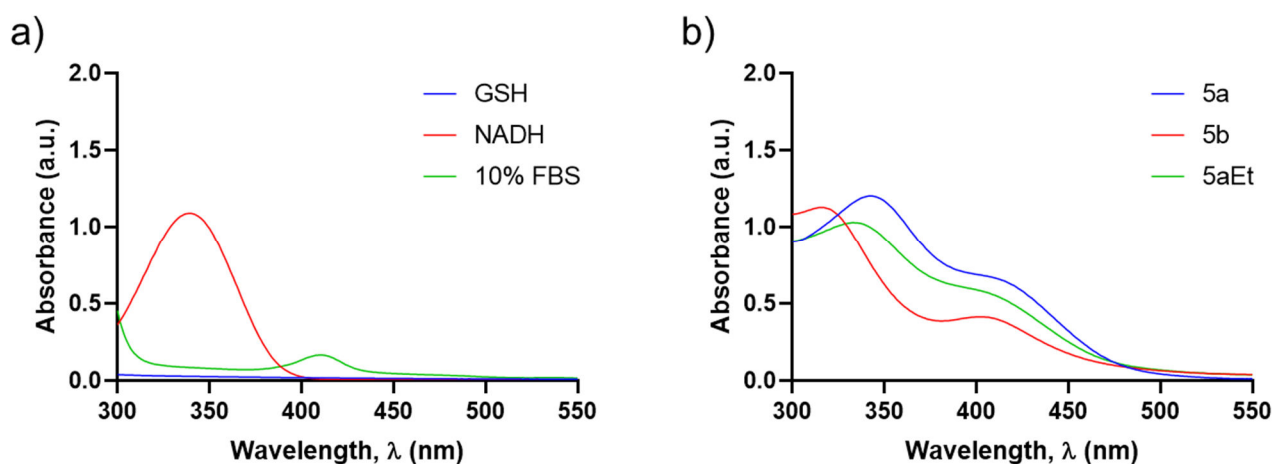 a)
2.0
1.5
1.0
0.5
0.0
Absorbance (a.u.)
300 350 400 450 500 550
Wavelength, λ (nm)
GSH
NADH
10% FBS
b)
2.0
1.5
1.0
0.5
0.0
Absorbance (a.u.)
300 350 400 450 500 550
Wavelength, λ (nm)
5a
5b
5aEt